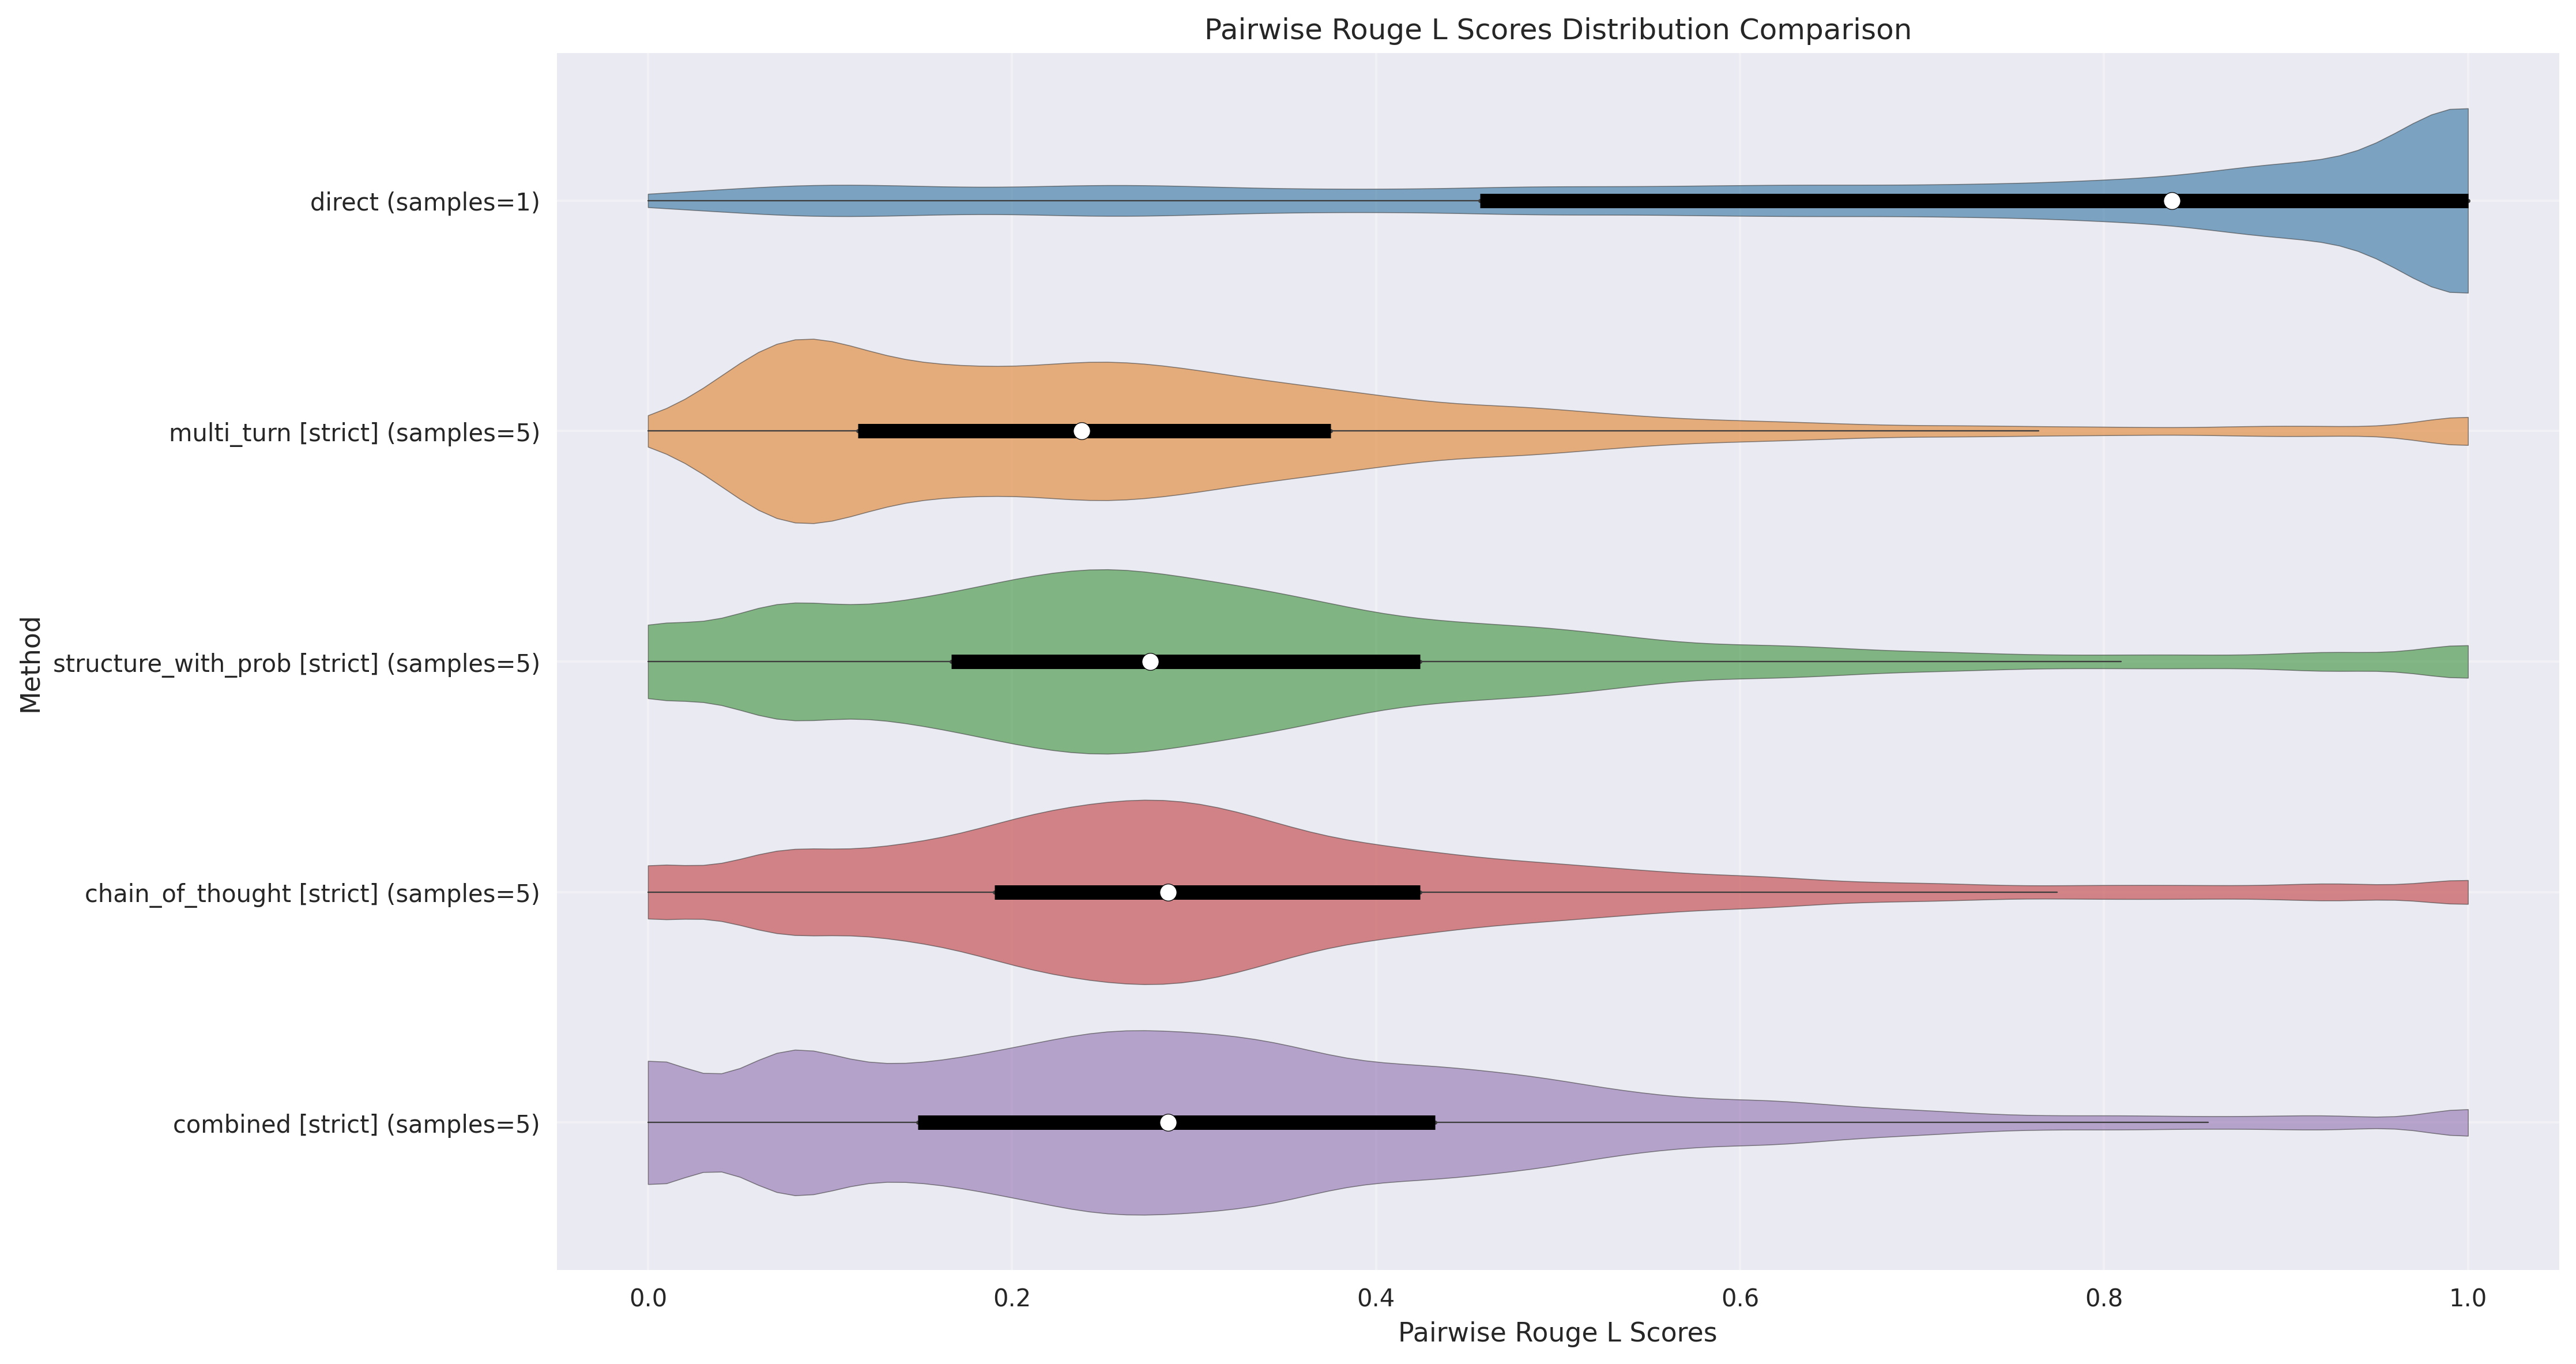 Pairwise Rouge L Scores Distribution Comparison
direct (samples=1)
multi_turn [strict] (samples=5)
structure_with_prob [strict] (samples=5)
chain_of_thought [strict] (samples=5)
combined [strict] (samples=5)
Method
0.0 0.2 0.4 0.6 0.8 1.0
Pairwise Rouge L Scores